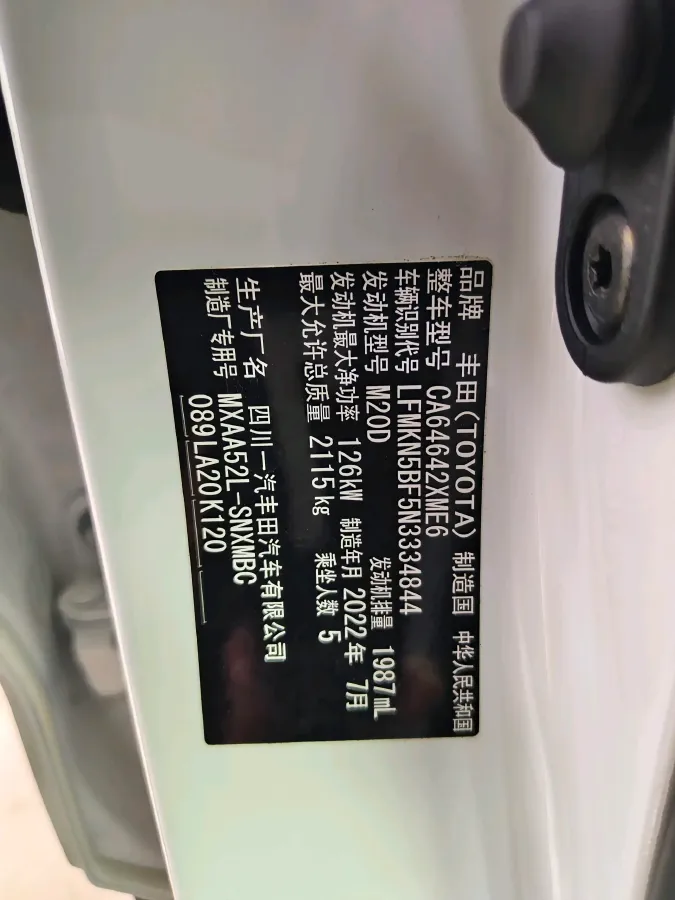 品牌 丰田(TOYOTA) 制造国 中华人民共和国
整车型号 CA64642XME6
车辆识别代号 LFMKN5BF5N3334844
发动机型号 M20D 发动机排量 1987mL
发动机最大净功率 126kW 制造年月 2022年 7月
最大允许总质量 2115kg 乘坐人数 5
生产厂名 四川一汽丰田汽车有限公司
制造厂专用号 MXAA52L-SNXMBC
089LA20K120